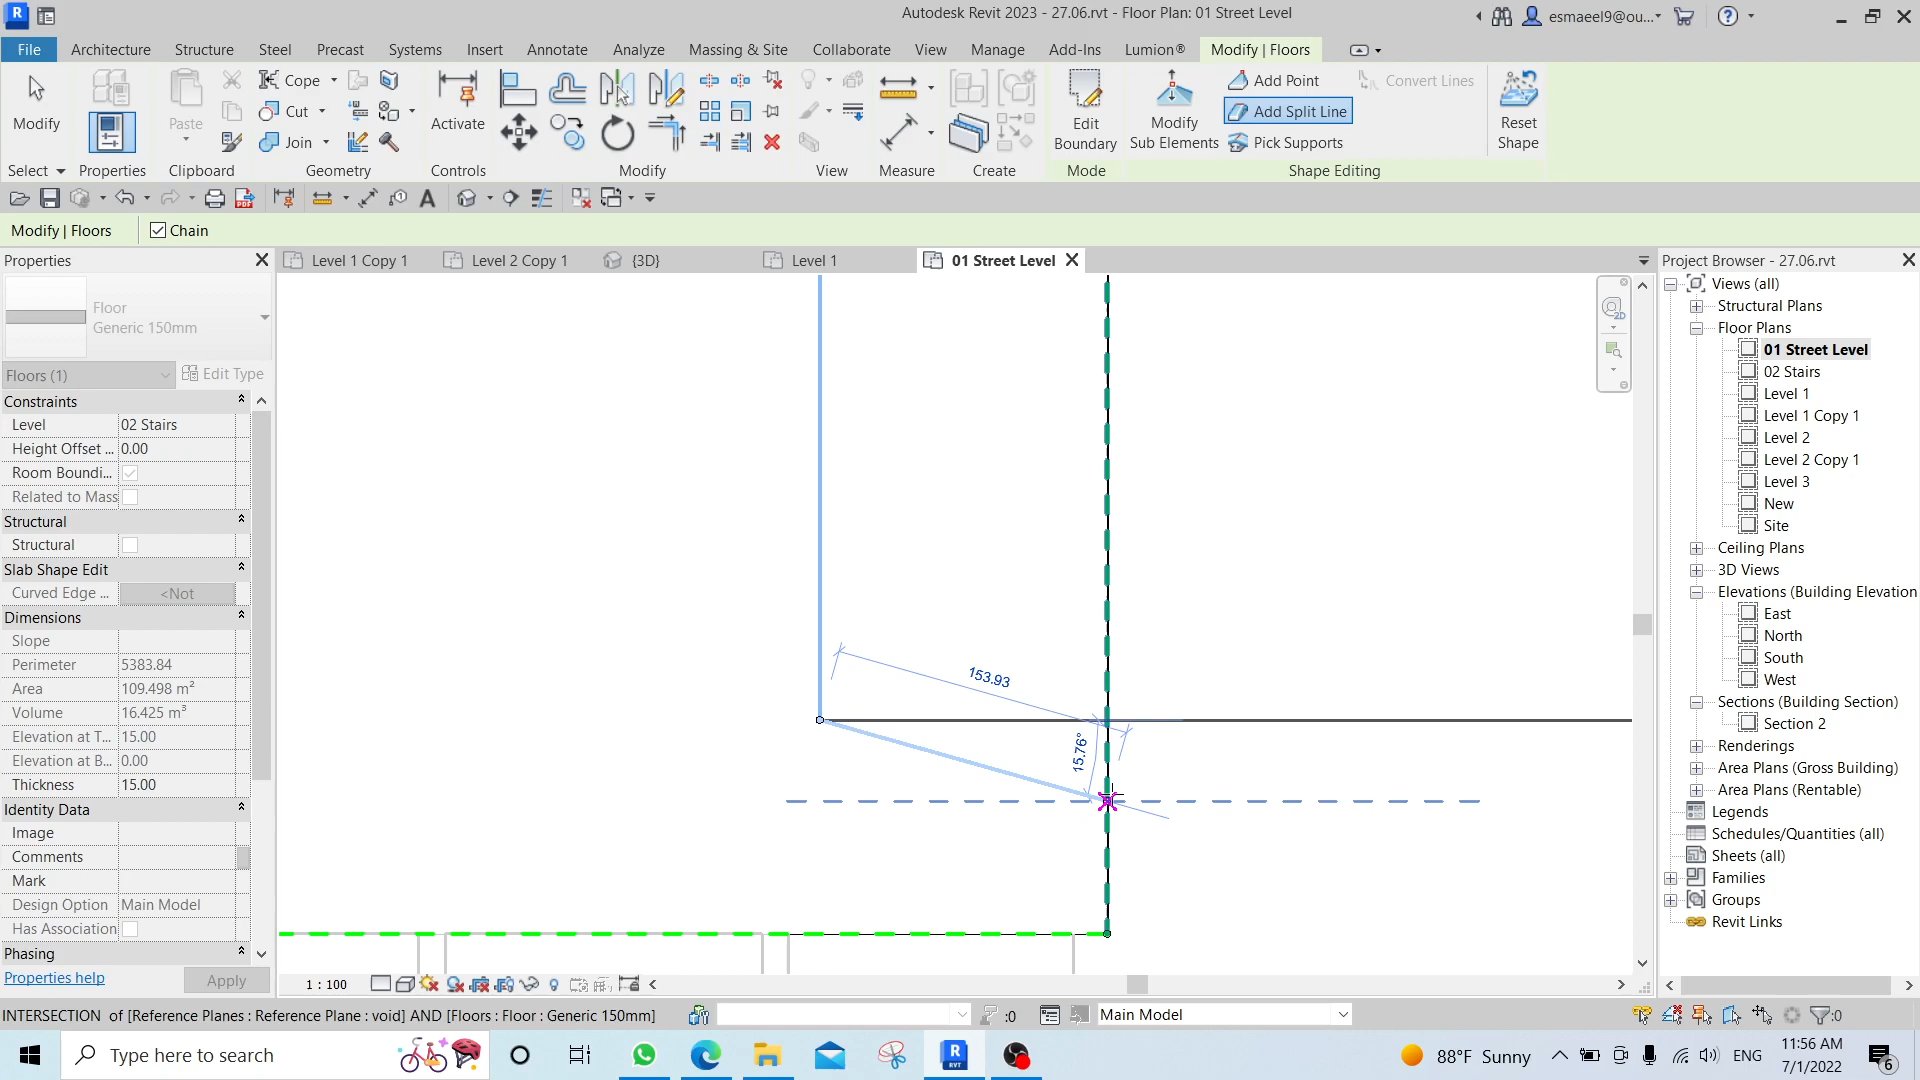 Autodesk Revit 2023 - 27.06.rvt - Floor Plan: 01 Street Level
esmaeel9@ou...
File Architecture Structure Steel Precast Systems Insert Annotate Analyze Massing & Site Collaborate View Manage Add-Ins Lumion® Modify | Floors
Modify
Paste
Cope
Cut
Join
Activate
Edit
Boundary
Modify
Sub Elements
Add Point
Add Split Line
Pick Supports
Convert Lines
Reset
Shape
Select Properties Clipboard Geometry Controls Modify View Measure Create Mode Shape Editing
Modify | Floors Chain
Properties
Level 1 Copy 1 Level 2 Copy 1 {3D} Level 1 01 Street Level
Floor
Generic 150mm
Floors (1) Edit Type
Constraints
Level 02 Stairs
Height Offset ... 0.00
Room Boundi...
Related to Mass
Structural
Structural
Slab Shape Edit
Curved Edge ... <Not
Dimensions
Slope
Perimeter 5383.84
Area 109.498 m²
Volume 16.425 m³
Elevation at T... 15.00
Elevation at B... 0.00
Thickness 15.00
Identity Data
Image
Comments
Mark
Design Option Main Model
Has Association
Phasing
Properties help Apply
2D
153.93
15.76°
Project Browser - 27.06.rvt
Views (all)
Structural Plans
Floor Plans
01 Street Level
02 Stairs
Level 1
Level 1 Copy 1
Level 2
Level 2 Copy 1
Level 3
New
Site
Ceiling Plans
3D Views
Elevations (Building Elevation
East
North
South
West
Sections (Building Section)
Section 2
Renderings
Area Plans (Gross Building)
Area Plans (Rentable)
Legends
Schedules/Quantities (all)
Sheets (all)
Families
Groups
Revit Links
1 : 100
INTERSECTION of [Reference Planes : Reference Plane : void] AND [Floors : Floor : Generic 150mm] :0 Main Model :0
Type here to search
88°F Sunny
ENG
11:56 AM
7/1/2022
6